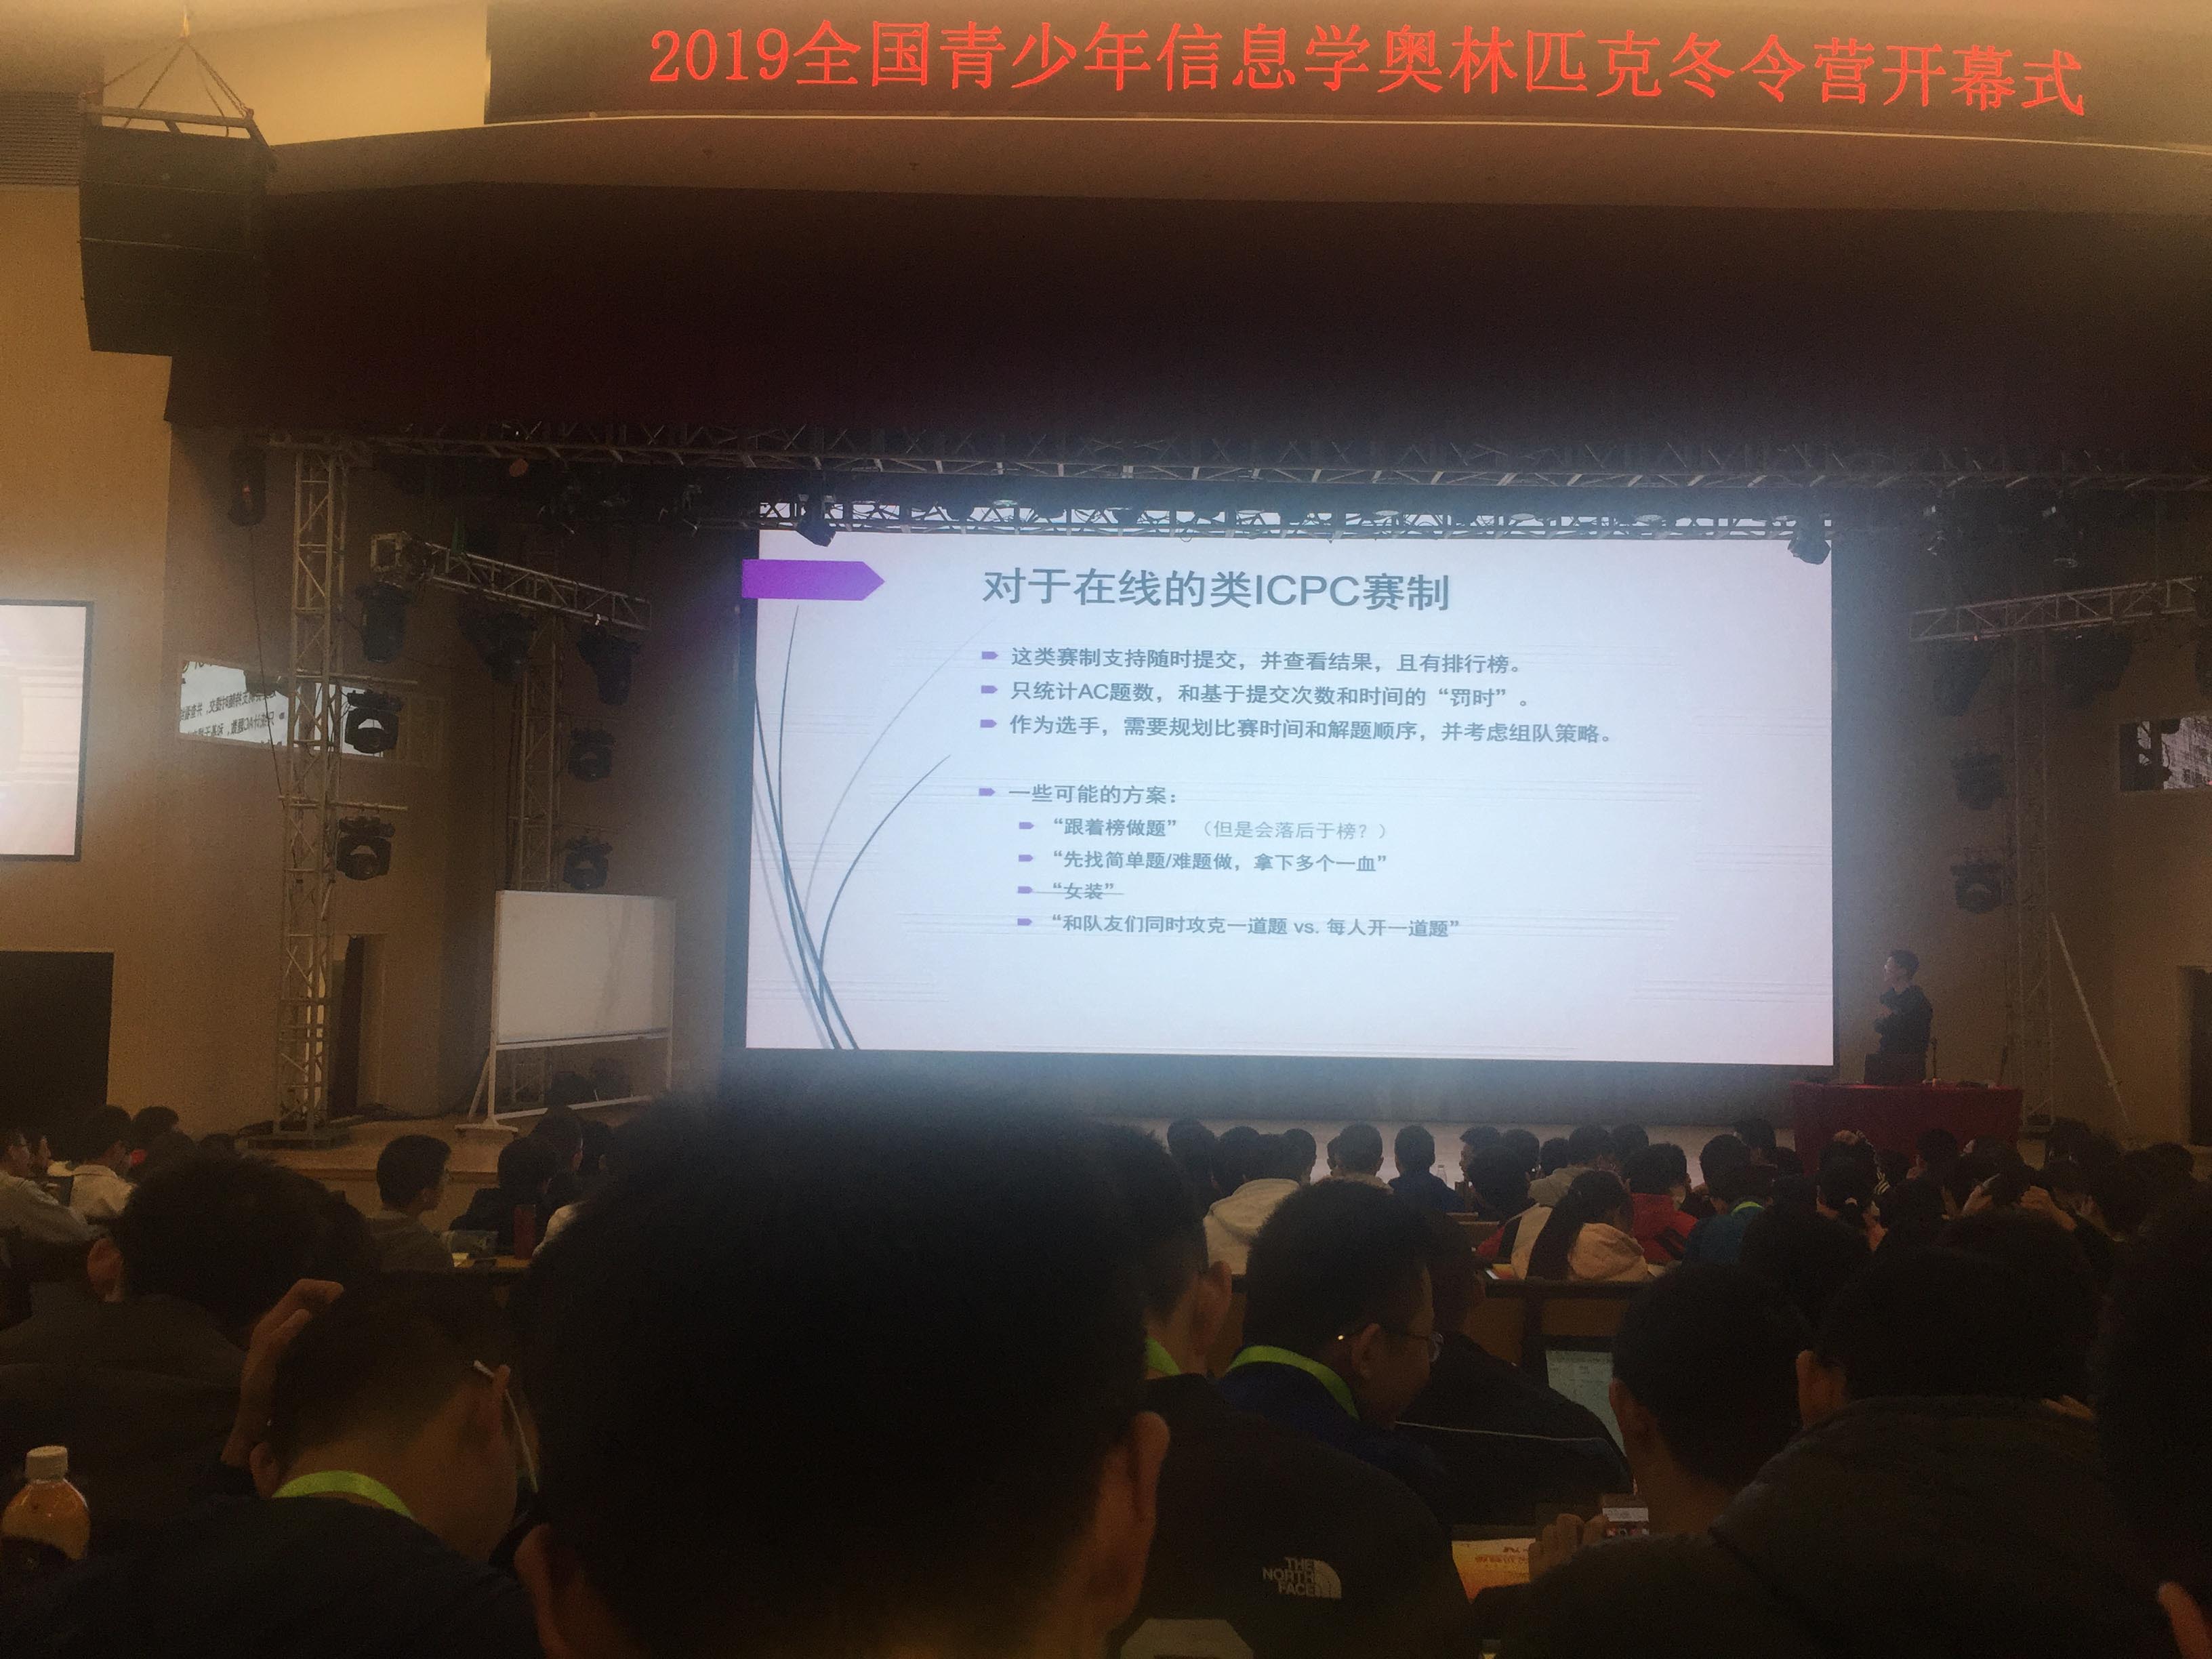 2019全国青少年信息学奥林匹克冬令营开幕式
对于在线的类ICPC赛制
这类赛制支持随时提交，并查看结果，且有排行榜。
只统计AC题数，和基于提交次数和时间的“罚时”。
作为选手，需要规划比赛时间和解题顺序，并考虑组队策略。
一些可能的方案：
“跟着榜做题” （但是会落后于榜？）
“先找简单题/难题做，拿下多个一血”
“女装”
“和队友们同时攻克一道题 vs. 每人开一道题”
THE
NORTH
FACE